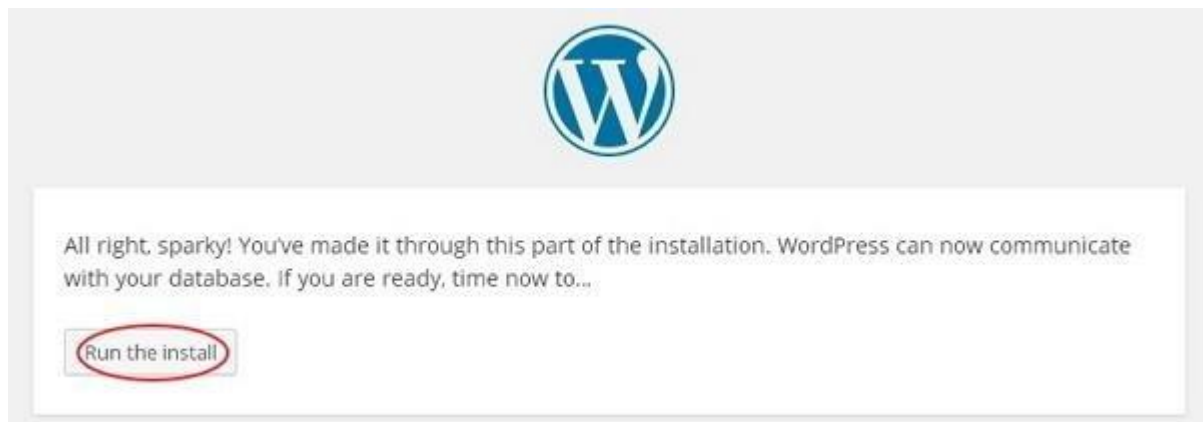 All right, sparky! You've made it through this part of the installation. WordPress can now communicate
with your database. If you are ready, time now to...
Run the install